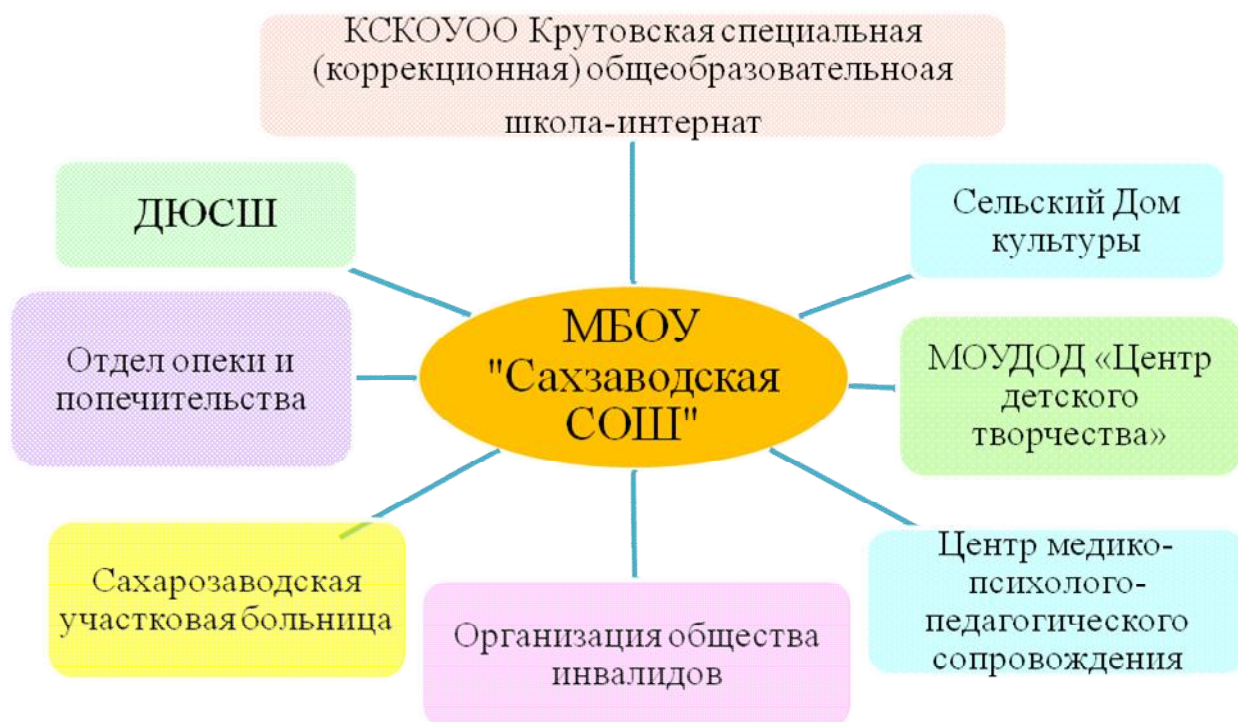 КСКОУОО Крутовская специальная
(коррекционная) общеобразовательноая
школа-интернат
ДЮСШ
Сельский Дом
культуры
МБОУ
"Сахзаводская
СОШ"
Отдел опеки и
попечительства
МОУДОД «Центр
детского
творчества»
Сахарозаводская
участковая больница
Организация общества
инвалидов
Центр медико-
психолого-
педагогического
сопровождения